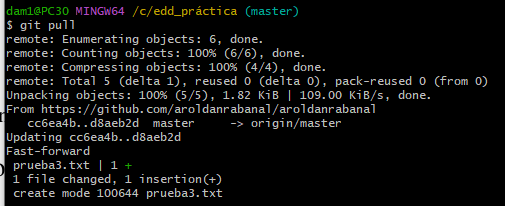 dam1@PC30 MINGW64 /c/edd_práctica (master)
$ git pull
remote: Enumerating objects: 6, done.
remote: Counting objects: 100% (6/6), done.
remote: Compressing objects: 100% (4/4), done.
remote: Total 5 (delta 1), reused 0 (delta 0), pack-reused 0 (from 0)
Unpacking objects: 100% (5/5), 1.82 KiB | 109.00 KiB/s, done.
From https://github.com/aroldanrabanal/aroldanrabanal
   cc6ea4b..d8aeb2d  master     -> origin/master
Updating cc6ea4b..d8aeb2d
Fast-forward
 prueba3.txt | 1 +
 1 file changed, 1 insertion(+)
 create mode 100644 prueba3.txt